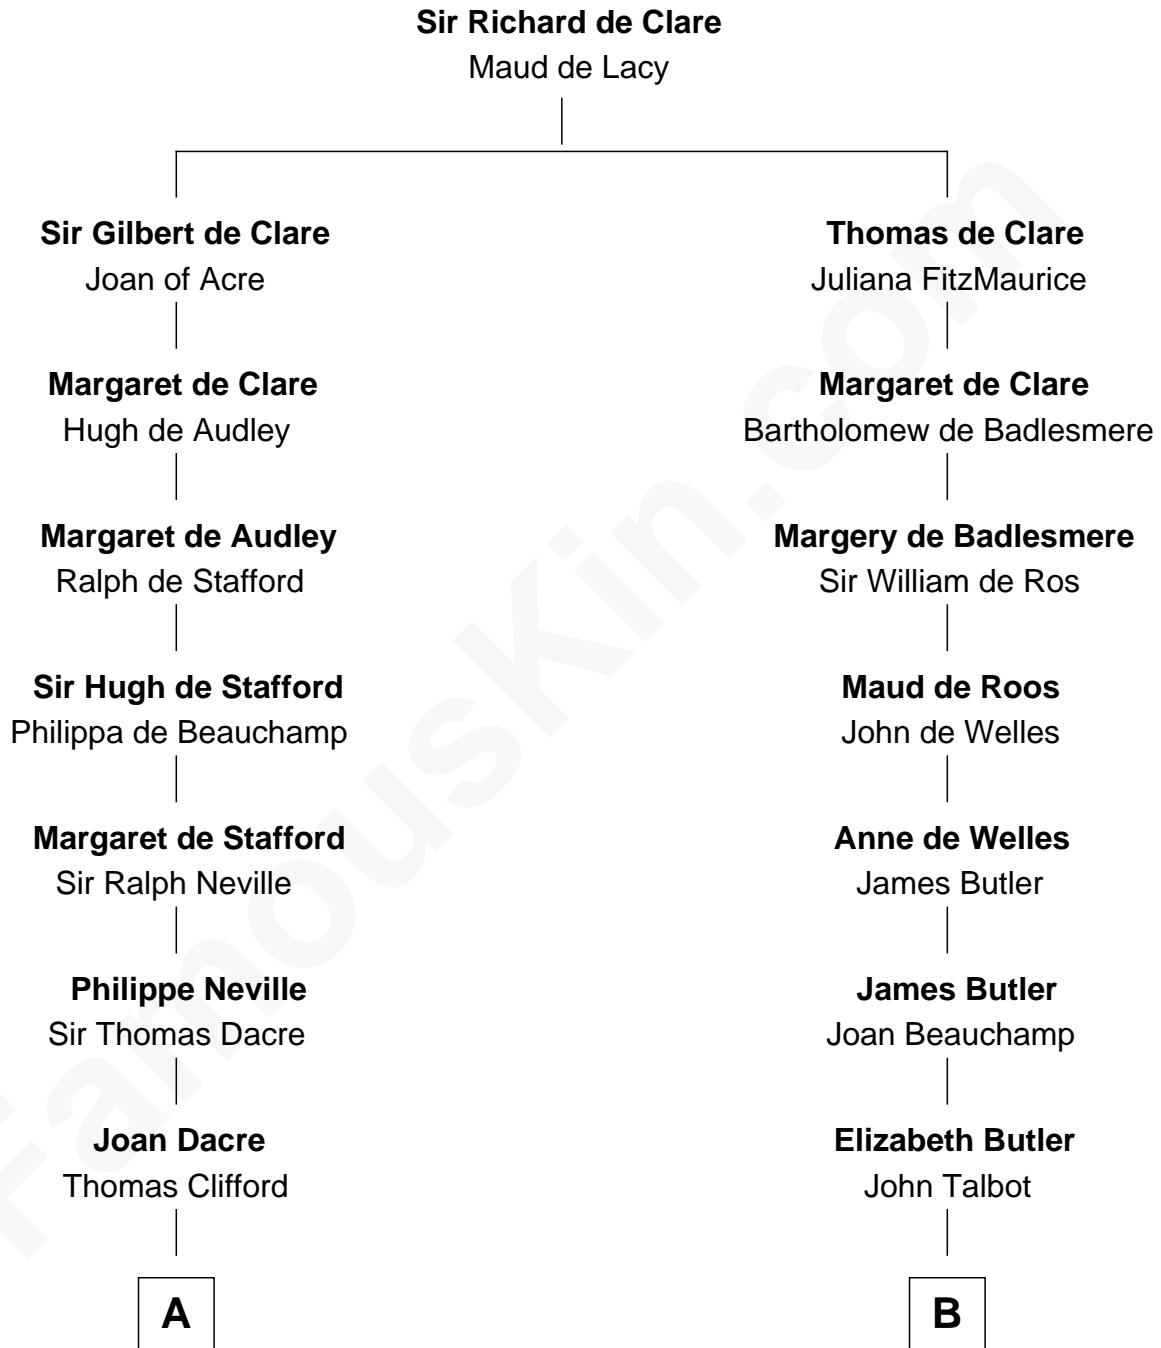 Sir Richard de Clare
Maud de Lacy
Sir Gilbert de Clare
Joan of Acre
Thomas de Clare
Juliana FitzMaurice
Margaret de Clare
Hugh de Audley
Margaret de Clare
Bartholomew de Badlesmere
Margaret de Audley
Ralph de Stafford
Margery de Badlesmere
Sir William de Ros
Sir Hugh de Stafford
Philippa de Beauchamp
Maud de Roos
John de Welles
Margaret de Stafford
Sir Ralph Neville
Anne de Welles
James Butler
Philippe Neville
Sir Thomas Dacre
James Butler
Joan Beauchamp
Joan Dacre
Thomas Clifford
Elizabeth Butler
John Talbot
A
B
FamousKin.com